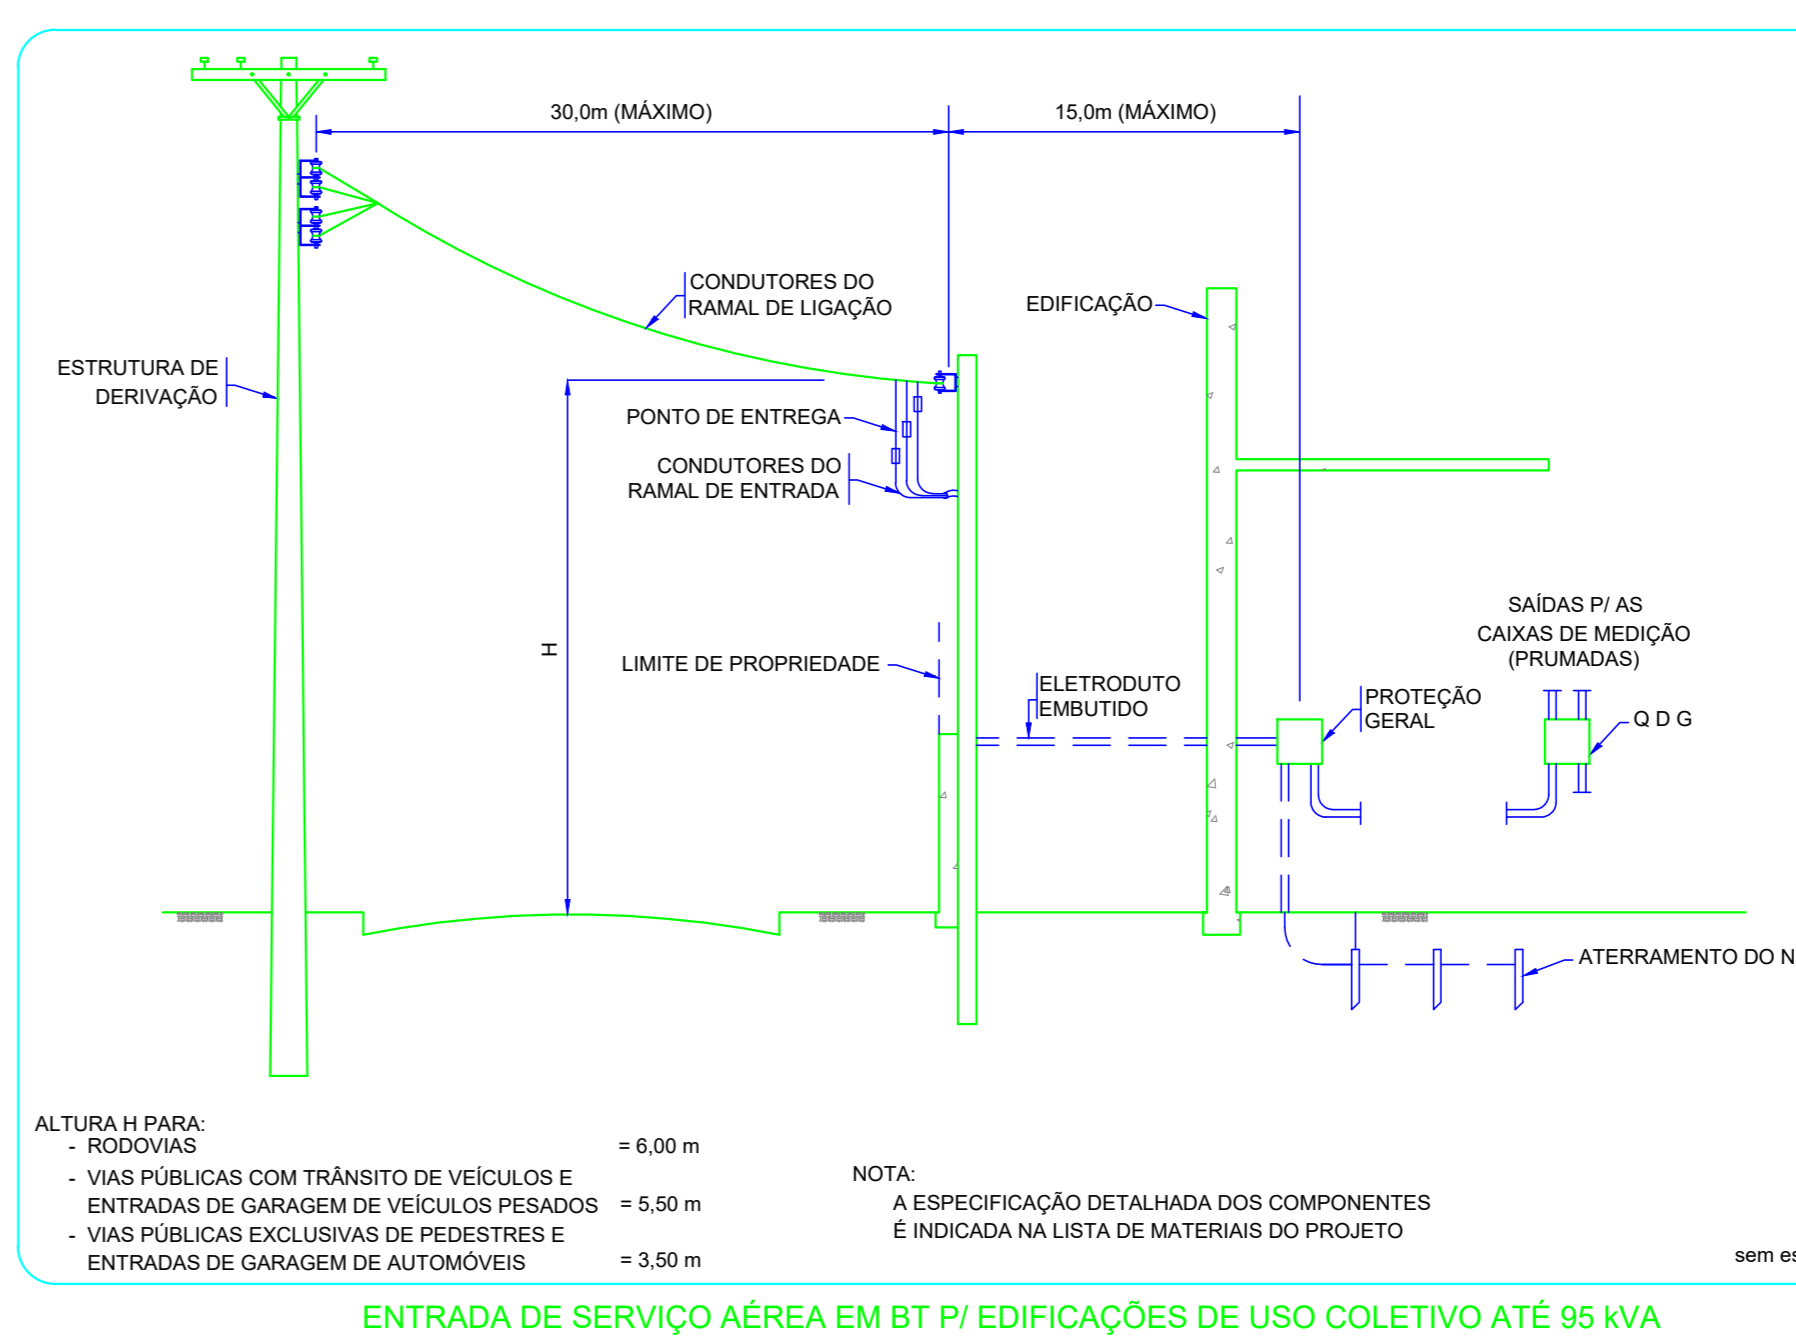 30,0m (MÁXIMO)
15,0m (MÁXIMO)
CONDUTORES DO
RAMAL DE LIGAÇÃO
EDIFICAÇÃO
ESTRUTURA DE
DERIVAÇÃO
PONTO DE ENTREGA
CONDUTORES DO
RAMAL DE ENTRADA
H
LIMITE DE PROPRIEDADE
ELETRODUTO
EMBUTIDO
PROTEÇÃO
GERAL
SAÍDAS P/ AS
CAIXAS DE MEDIÇÃO
(PRUMADAS)
Q D G
ATERRAMENTO DO N
ALTURA H PARA:
- RODOVIAS = 6,00 m
- VIAS PÚBLICAS COM TRÂNSITO DE VEÍCULOS E
ENTRADAS DE GARAGEM DE VEÍCULOS PESADOS = 5,50 m
- VIAS PÚBLICAS EXCLUSIVAS DE PEDESTRES E
ENTRADAS DE GARAGEM DE AUTOMÓVEIS = 3,50 m
NOTA:
A ESPECIFICAÇÃO DETALHADA DOS COMPONENTES
É INDICADA NA LISTA DE MATERIAIS DO PROJETO
sem
ENTRADA DE SERVIÇO AÉREA EM BT P/ EDIFICAÇÕES DE USO COLETIVO ATÉ 95 kVA